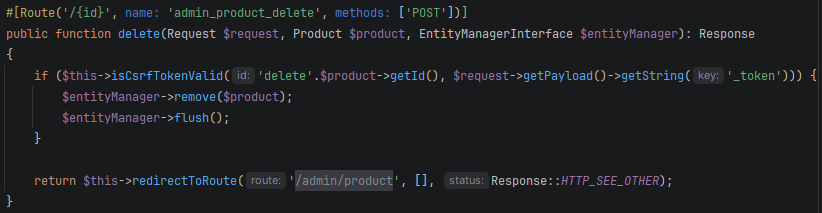 #[Route('/{id}', name: 'admin_product_delete', methods: ['POST'])]
public function delete(Request $request, Product $product, EntityManagerInterface $entityManager): Response
{
    if ($this->isCsrfTokenValid( id: 'delete'.$product->getId(), $request->getPayload()->getString( key: '_token'))) {
        $entityManager->remove($product);
        $entityManager->flush();
    }

    return $this->redirectToRoute( route: '/admin/product', [], status: Response::HTTP_SEE_OTHER);
}